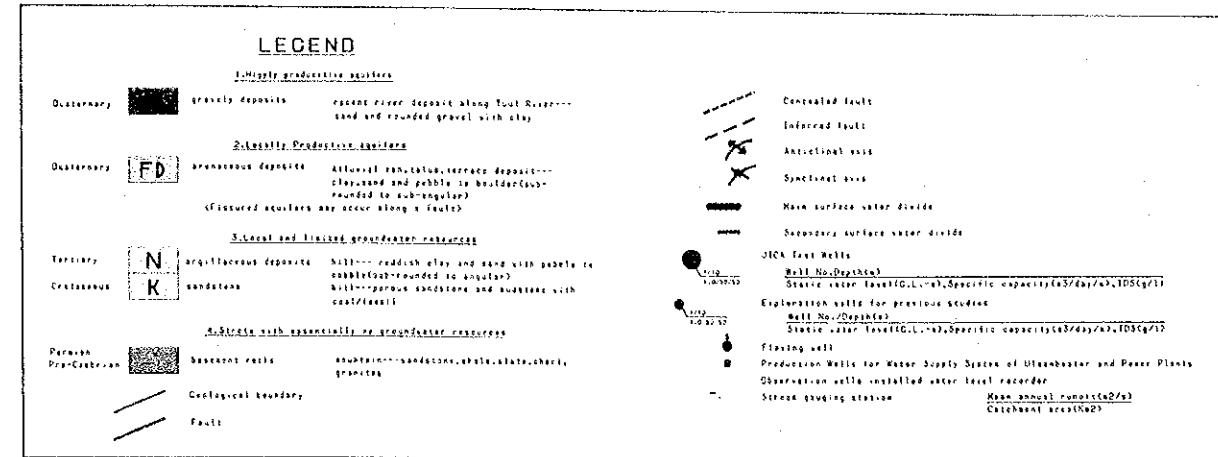 LEGEND
1.Higply productive aquifers
Quaternary gravely deposits recent river deposit along Tuul River---
sand and rounded gravel with clay
2.Locally Productive aquifers
Quaternary FD arenaceous deposits Alluvial fan,talus,terrace deposit---
clay,sand and pebble to boulder(sub-
rounded to sub-angular)
(Fissured aquifers may occur along a fault)
3.Local and limited groundwater resources
Tertiary N argillaceous deposits hill--- reddish clay and sand with pebble to
cobble(sub-rounded to angular)
Cretaceous K sandstone hill---porous sandstone and mudstone with
coal(fossil)
4.Strata with essentially no groundwater resources
Permian
Pre-Cambrian basement rocks mountain---sandstone,shale,slate,chert,
granites
Geological boundary
Fault
Concealed fault
Inferred fault
Anticlinal axis
Synclinal axis
Main surface water divide
Secondary surface water divide
JICA Test Wells
Well No.Depth(m)
Static water level(G.L.-m),Specific capacity(m3/day/m),TDS(g/l)
Exploration wells for previous studies
Well No./Depth(m)
Static water level(G.L.-m),Specific capacity(m3/day/m),TDS(g/l)
Flowing well
Production Wells for Water Supply System of Ulaanbaatar and Power Plants
Observation wells installed water level recorder
Stream gauging station Mean annual runoff(m2/s)
Catchment area(Km2)